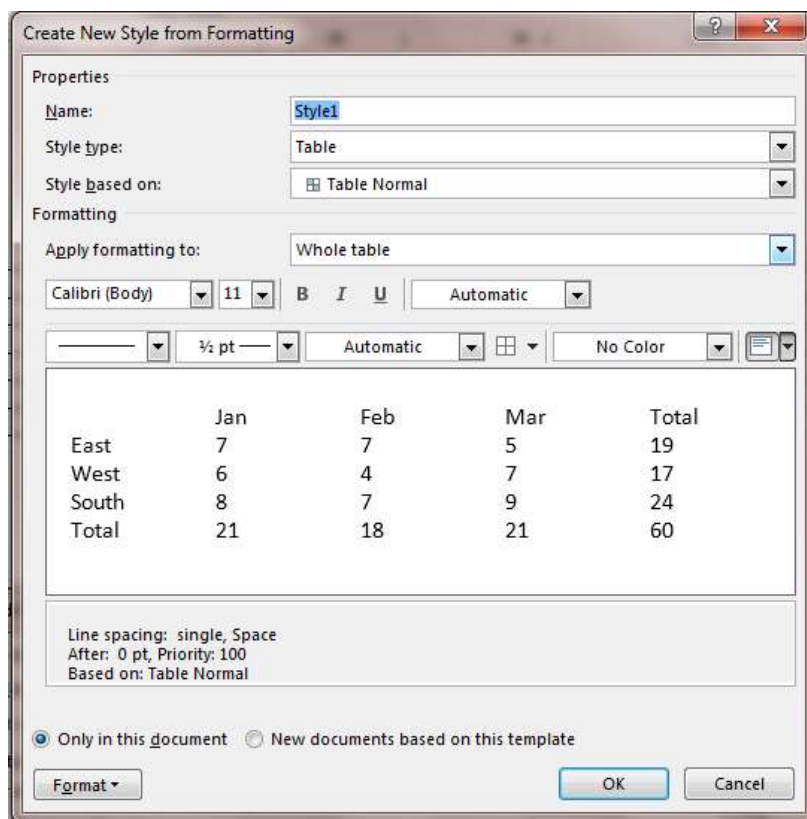 Create New Style from Formatting
?
Properties
Name: Style1
Style type: Table
Style based on: Table Normal
Formatting
Apply formatting to: Whole table
Calibri (Body) 11 B I U Automatic
½ pt Automatic No Color
Jan Feb Mar Total
East 7 7 5 19
West 6 4 7 17
South 8 7 9 24
Total 21 18 21 60
Line spacing: single, Space
After: 0 pt, Priority: 100
Based on: Table Normal
Only in this document New documents based on this template
Format OK Cancel